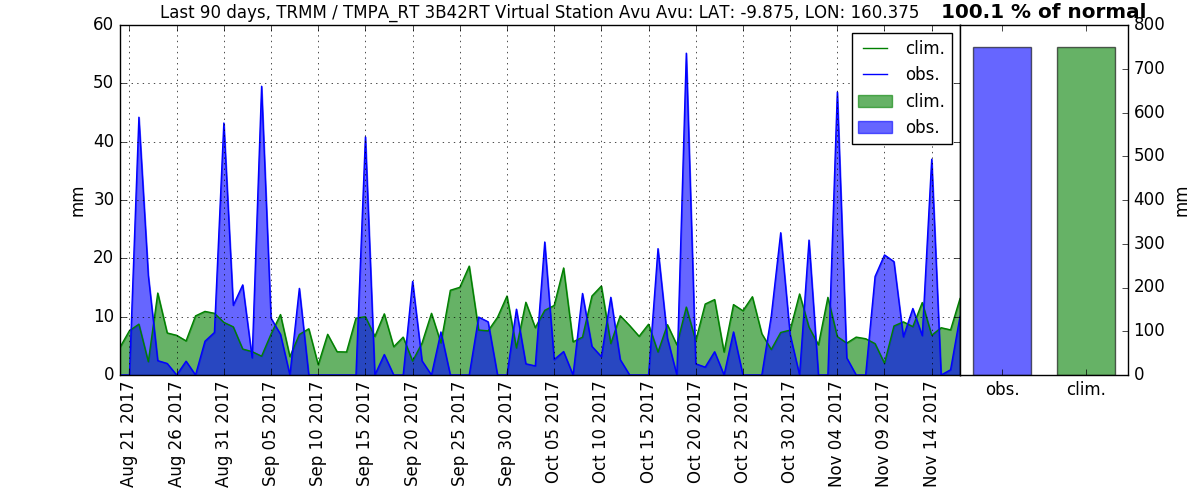 Last 90 days, TRMM / TMPA_RT 3B42RT Virtual Station Avu Avu: LAT: -9.875, LON: 160.375
100.1 % of normal
60
50
40
30
20
10
0
mm
clim.
obs.
clim.
obs.
800
700
600
500
400
300
200
100
0
mm
obs.
clim.
Aug 21 2017
Aug 26 2017
Aug 31 2017
Sep 05 2017
Sep 10 2017
Sep 15 2017
Sep 20 2017
Sep 25 2017
Sep 30 2017
Oct 05 2017
Oct 10 2017
Oct 15 2017
Oct 20 2017
Oct 25 2017
Oct 30 2017
Nov 04 2017
Nov 09 2017
Nov 14 2017